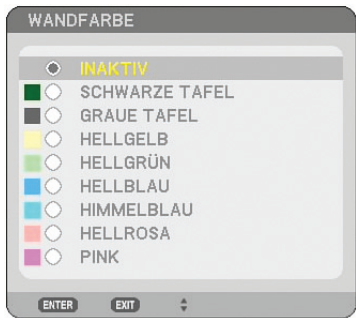 WANDFARBE
INAKTIV
SCHWARZE TAFEL
GRAUE TAFEL
HELLGELB
HELLGRÜN
HELLBLAU
HIMMELBLAU
HELLROSA
PINK
ENTER EXIT